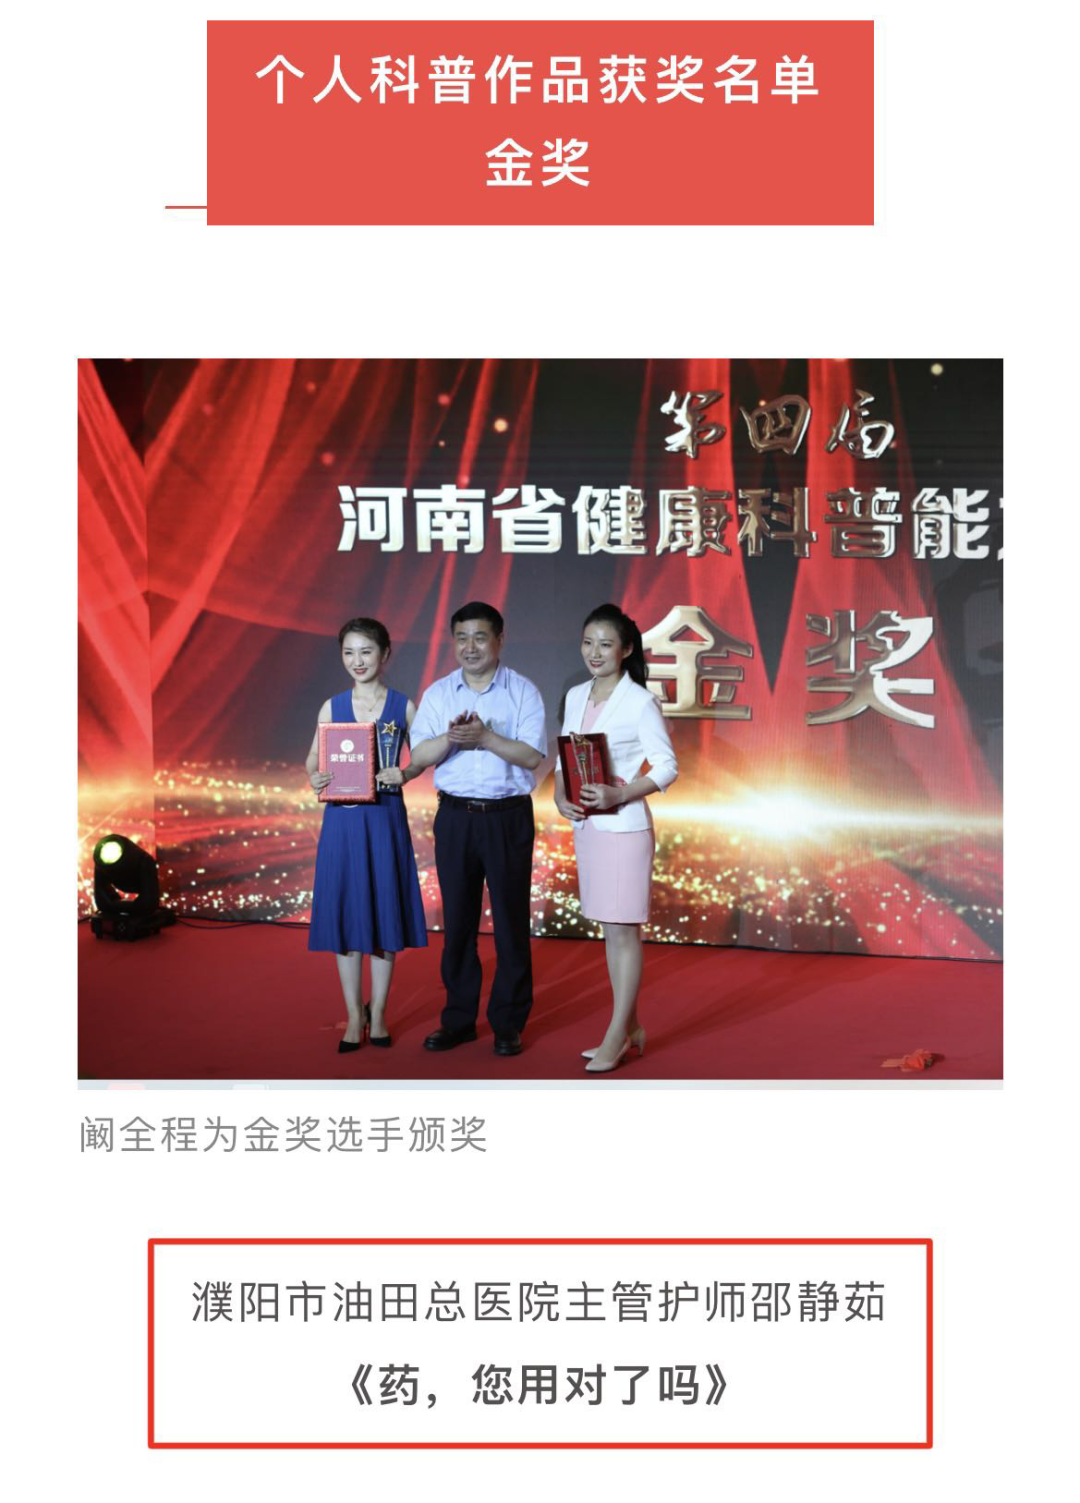 个人科普作品获奖名单
金奖
第四届
河南省健康科普能
金奖
荣誉证书
阚全程为金奖选手颁奖
濮阳市油田总医院主管护师邵静茹
《药，您用对了吗》